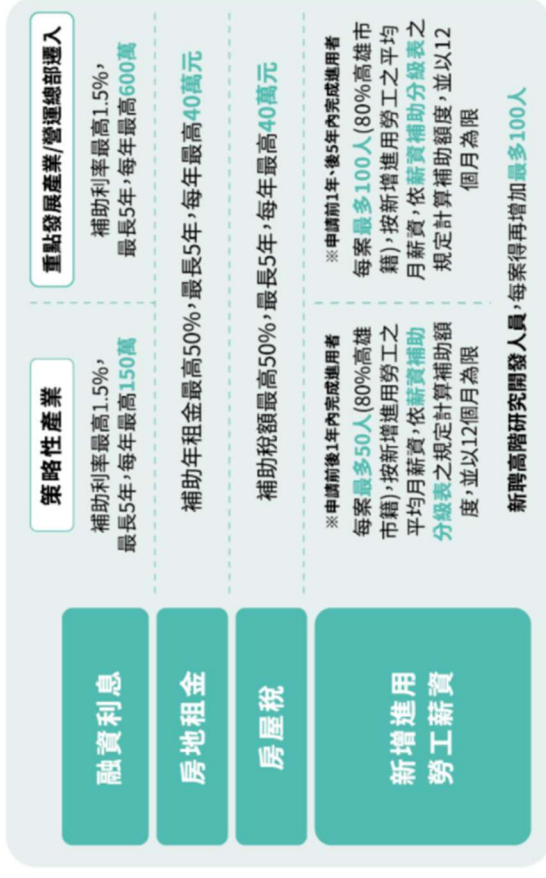 策略性產業
重點發展產業/營運總部遷入
融資利息
補助利率最高1.5%,
最長5年,每年最高150萬
補助利率最高1.5%,
最長5年,每年最高600萬
房地租金
補助年租金最高50%,最長5年,每年最高40萬元
房屋稅
補助稅額最高50%,最長5年,每年最高40萬元
新增進用
勞工薪資
※申請前後1年內完成進用者
每案最多50人(80%高雄
市籍),按新增進用勞工之
平均月薪資,依薪資補助
分級表之規定計算補助額
度,並以12個月為限
※申請前1年、後5年內完成進用者
每案最多100人(80%高雄市
籍),按新增進用勞工之平均
月薪資,依薪資補助分級表之
規定計算補助額度,並以12
個月為限
新聘高階研究開發人員,每案得再增加最多100人